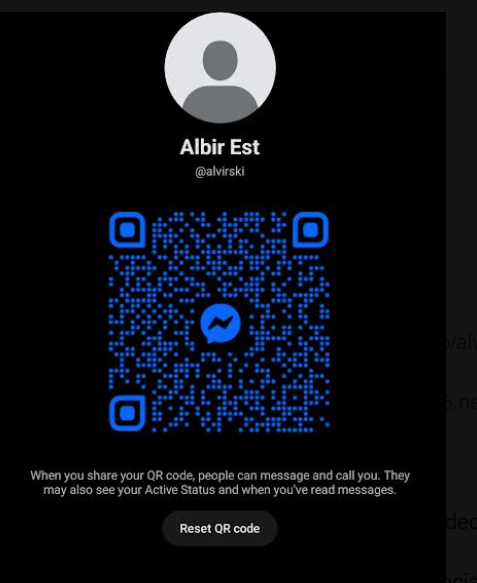 Albir Est
@alvirski
When you share your QR code, people can message and call you. They
may also see your Active Status and when you've read messages.
Reset QR code